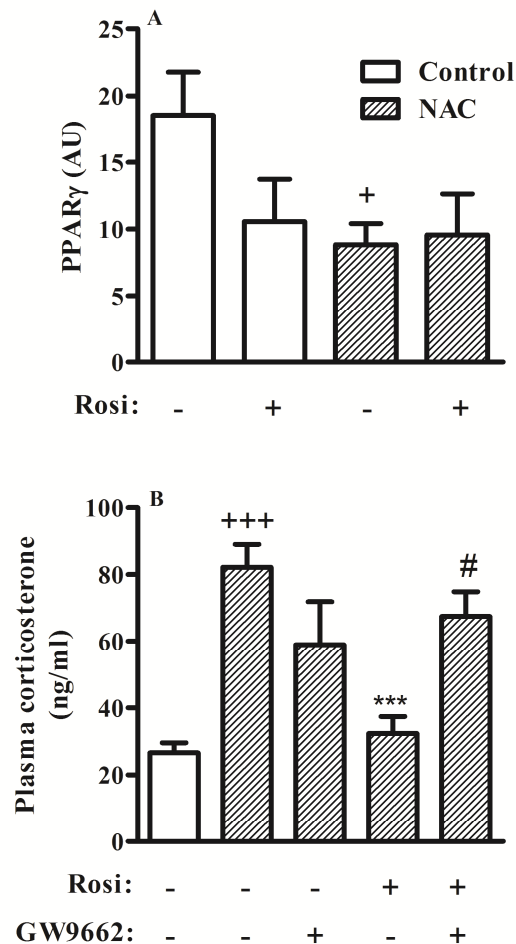 A
25
20
15
10
5
0
PPARγ (AU)
Control
NAC
+
Rosi: - + - +
B
100
80
60
40
20
0
Plasma corticosterone
(ng/ml)
+++
***
#
Rosi: - - - + +
GW9662: - - + - +